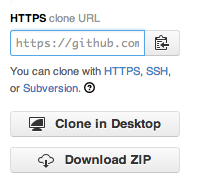 HTTPS clone URL
https://github.com
You can clone with HTTPS, SSH,
or Subversion.
Clone in Desktop
Download ZIP